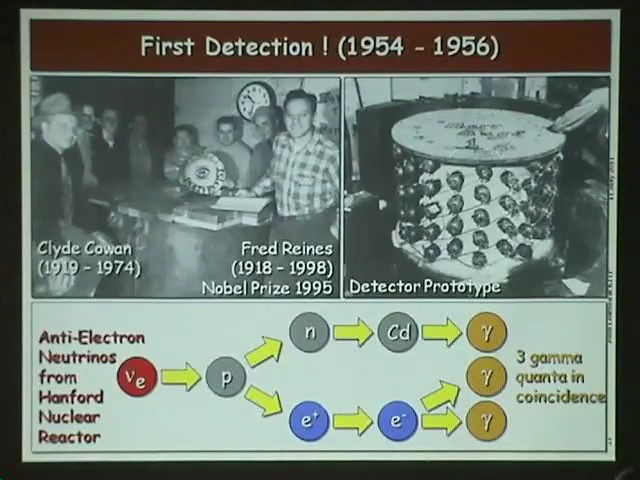 First Detection ! (1954 - 1956)
Clyde Cowan
(1919 - 1974)
Fred Reines
(1918 - 1998)
Nobel Prize 1995
Detector Prototype
Anti-Electron
Neutrinos
from
Hanford
Nuclear
Reactor
νe
p
n
Cd
γ
γ
e+
e-
γ
3 gamma
quanta in
coincidence